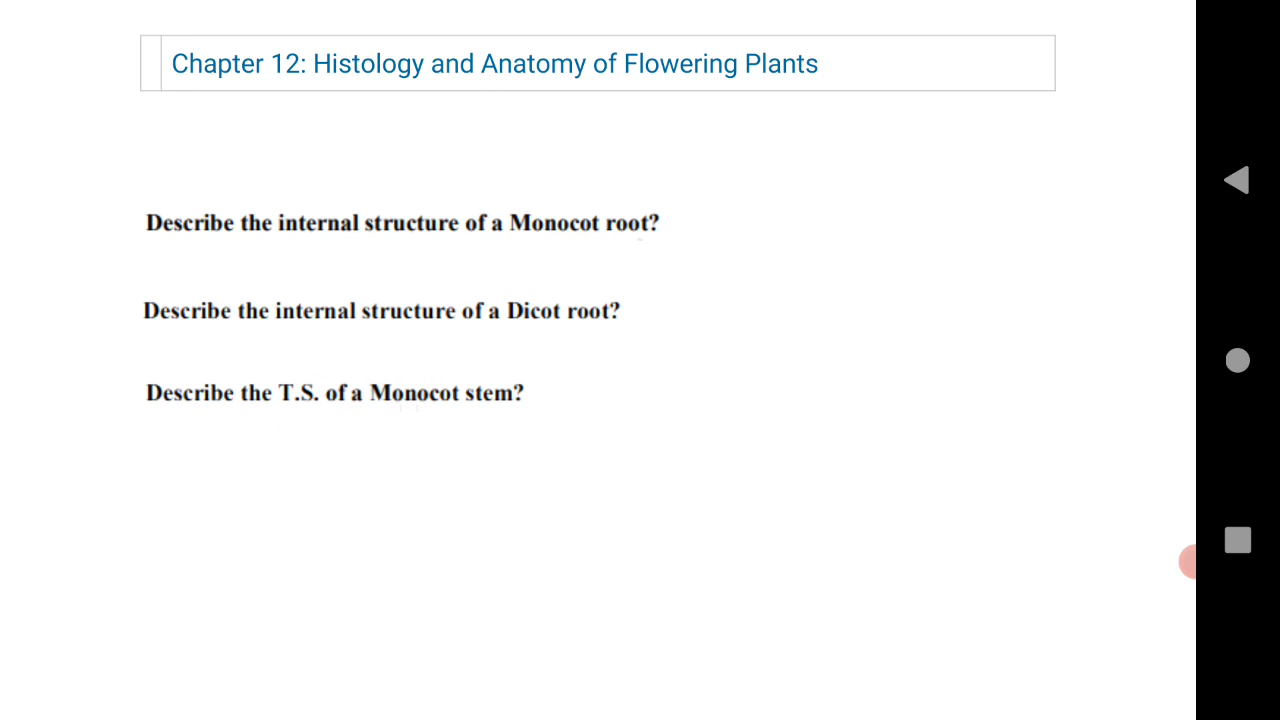 Chapter 12: Histology and Anatomy of Flowering Plants
Describe the internal structure of a Monocot root?
Describe the internal structure of a Dicot root?
Describe the T.S. of a Monocot stem?